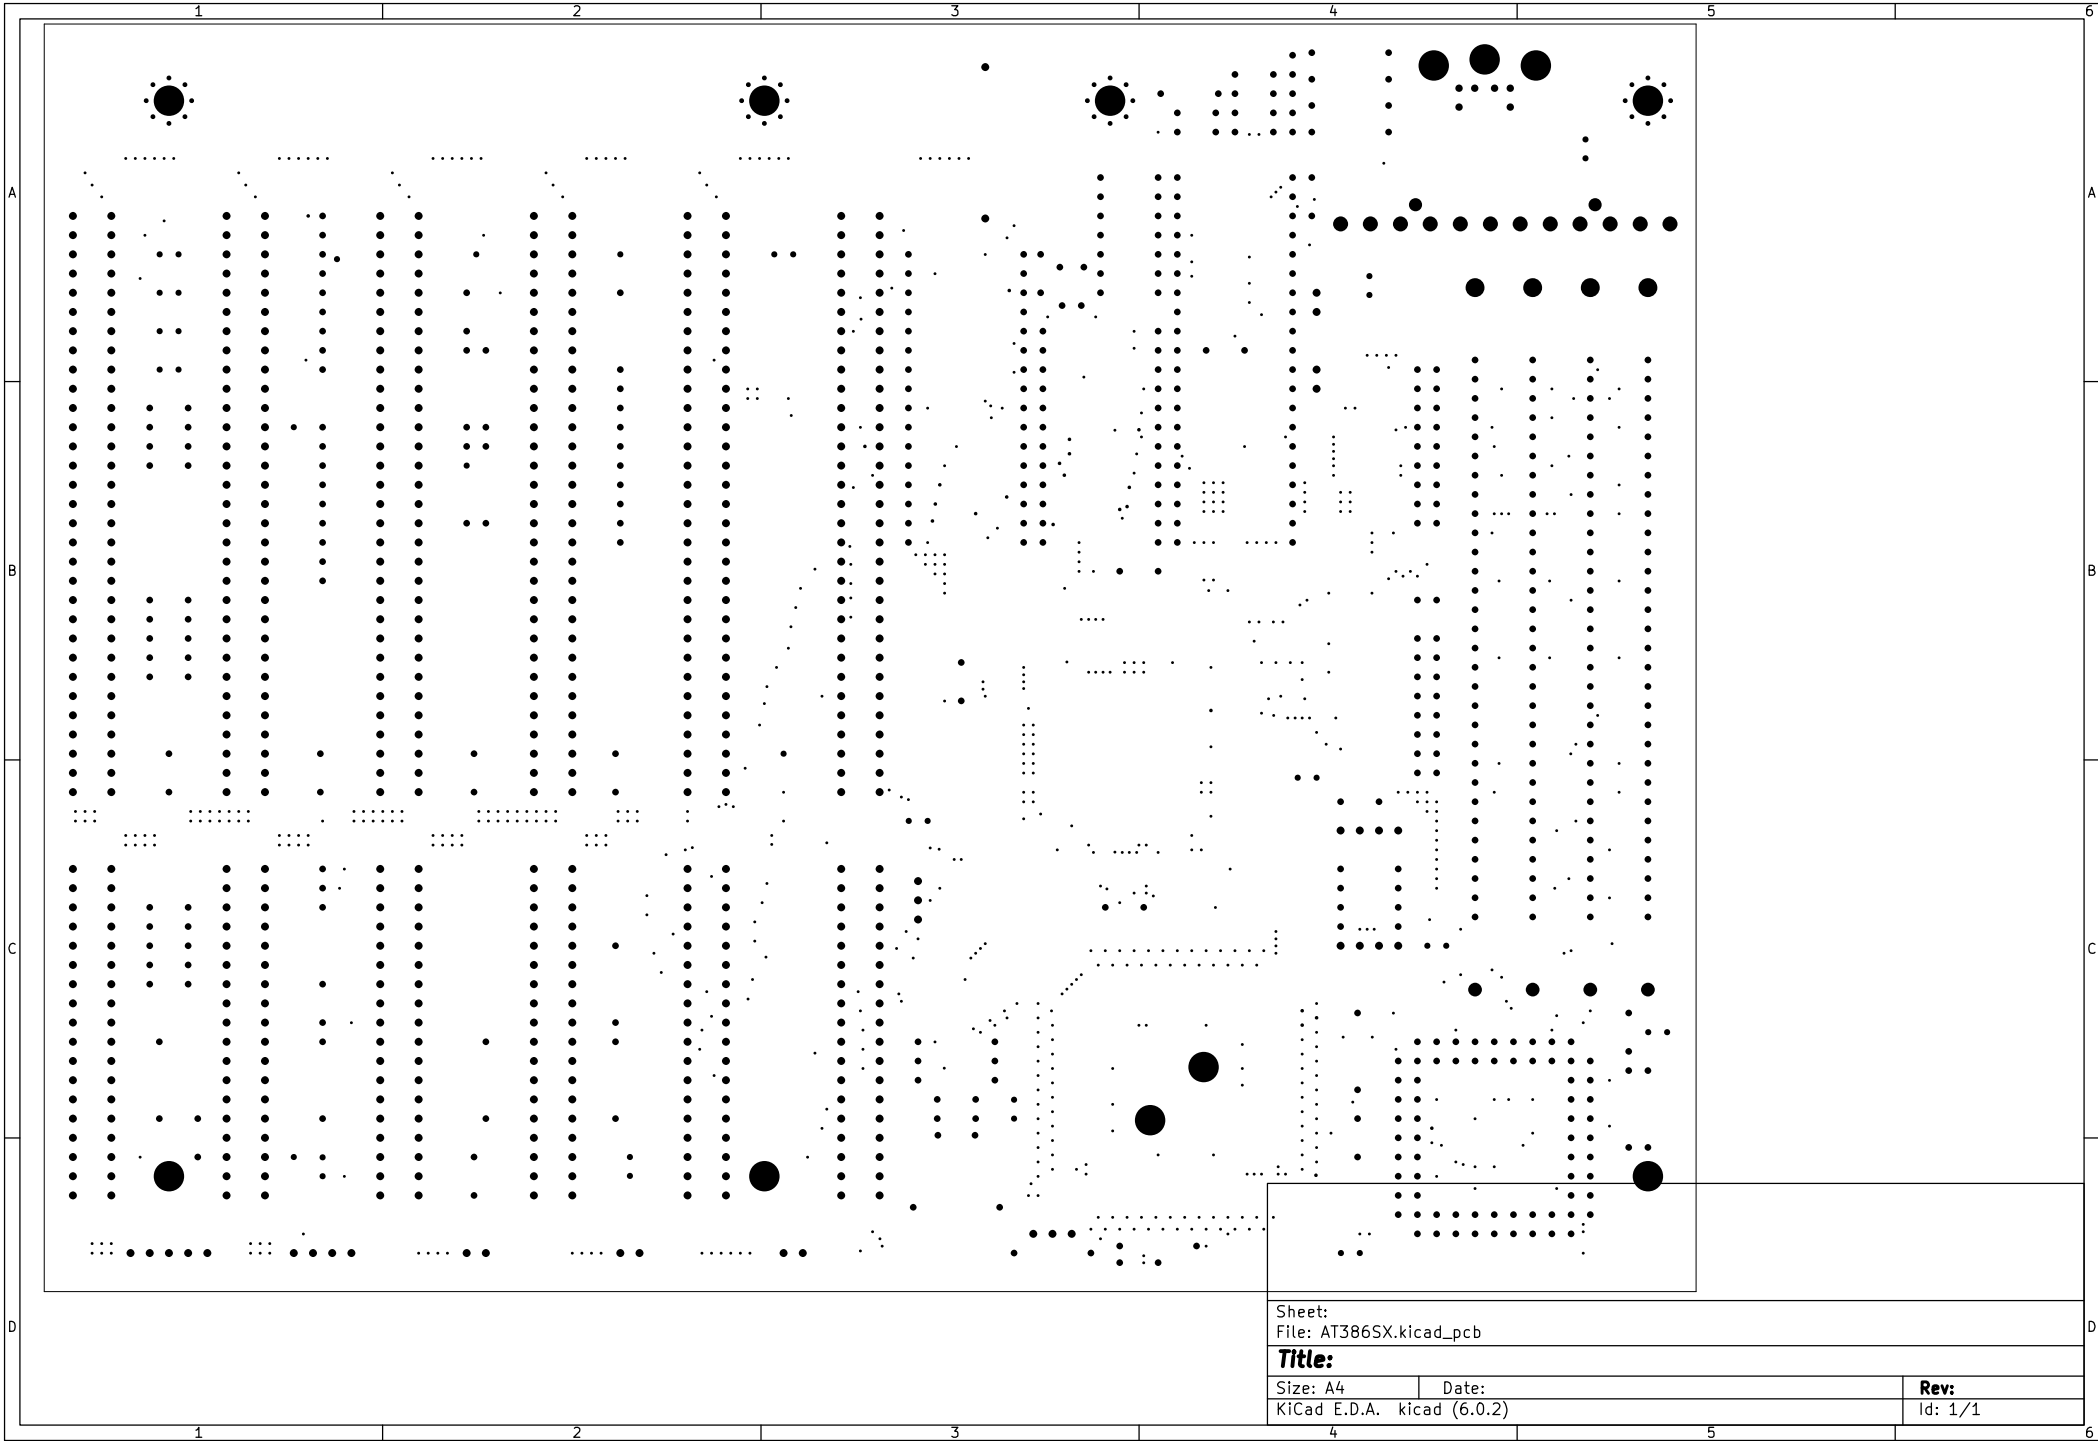 1 2 3 4 5 6
A A
B B
C C
D D
Sheet:
File: AT386SX.kicad_pcb
Title:
Size: A4 Date: Rev:
KiCad E.D.A. kicad (6.0.2) Id: 1/1
1 2 3 4 5 6